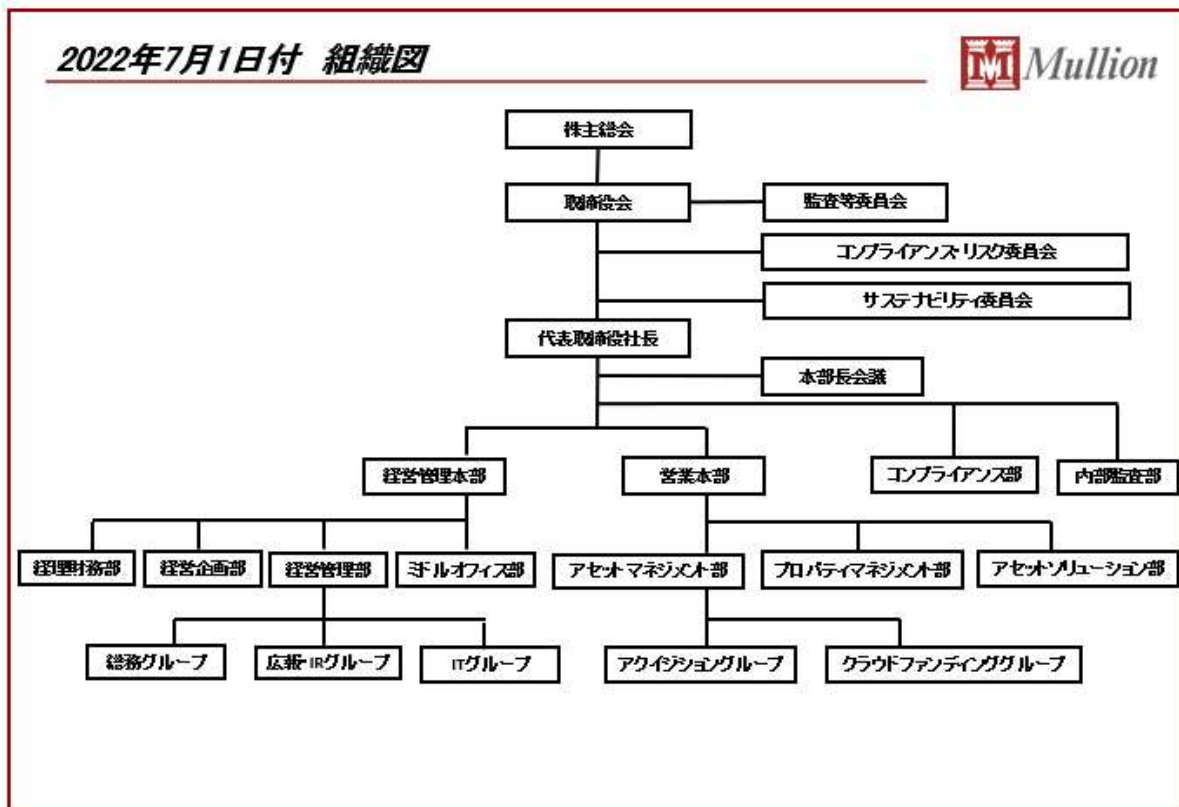 2022年7月1日付 組織図
Mullion
株主総会
取締役会
監査等委員会
コンプライアンス・リスク委員会
サステナビリティ委員会
代表取締役社長
本部長会議
経営管理本部
営業本部
コンプライアンス部
内部監査部
経理財務部
経営企画部
経営管理部
ミドルオフィス部
アセットマネジメント部
プロパティマネジメント部
アセットソリューション部
総務グループ
広報・IRグループ
ITグループ
アクイジショングループ
クラウドファンディンググループ